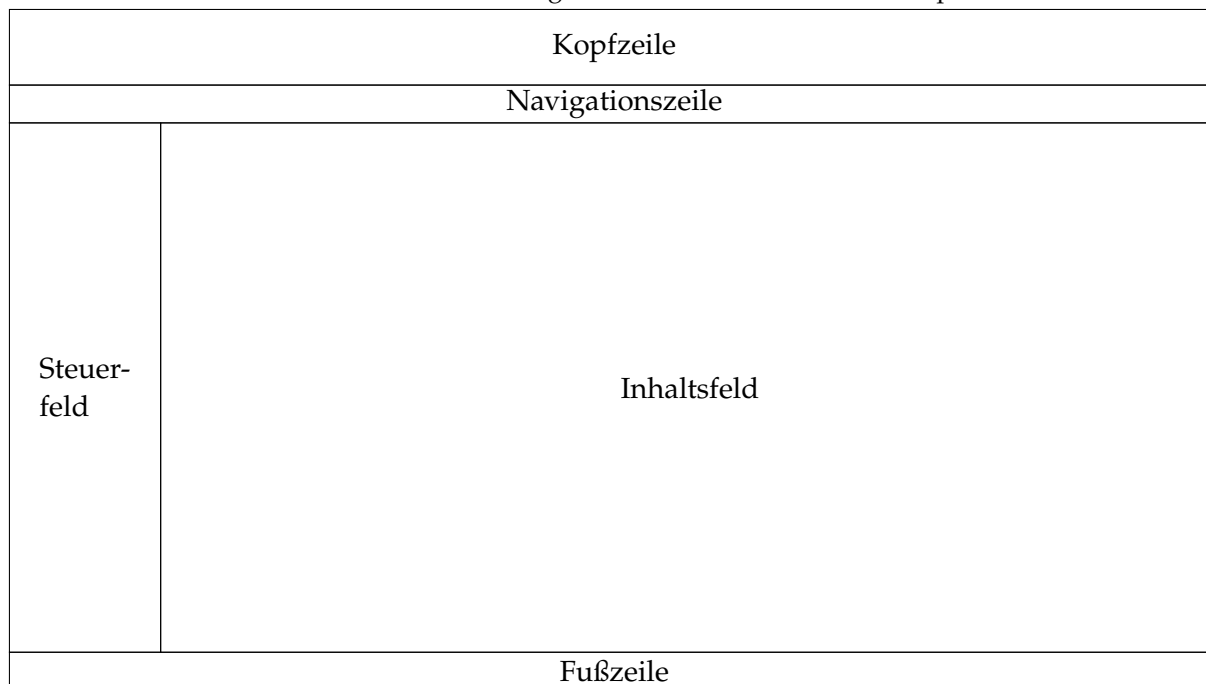 Kopfzeile
Navigationszeile
Steuer-
feld
Inhaltsfeld
Fußzeile